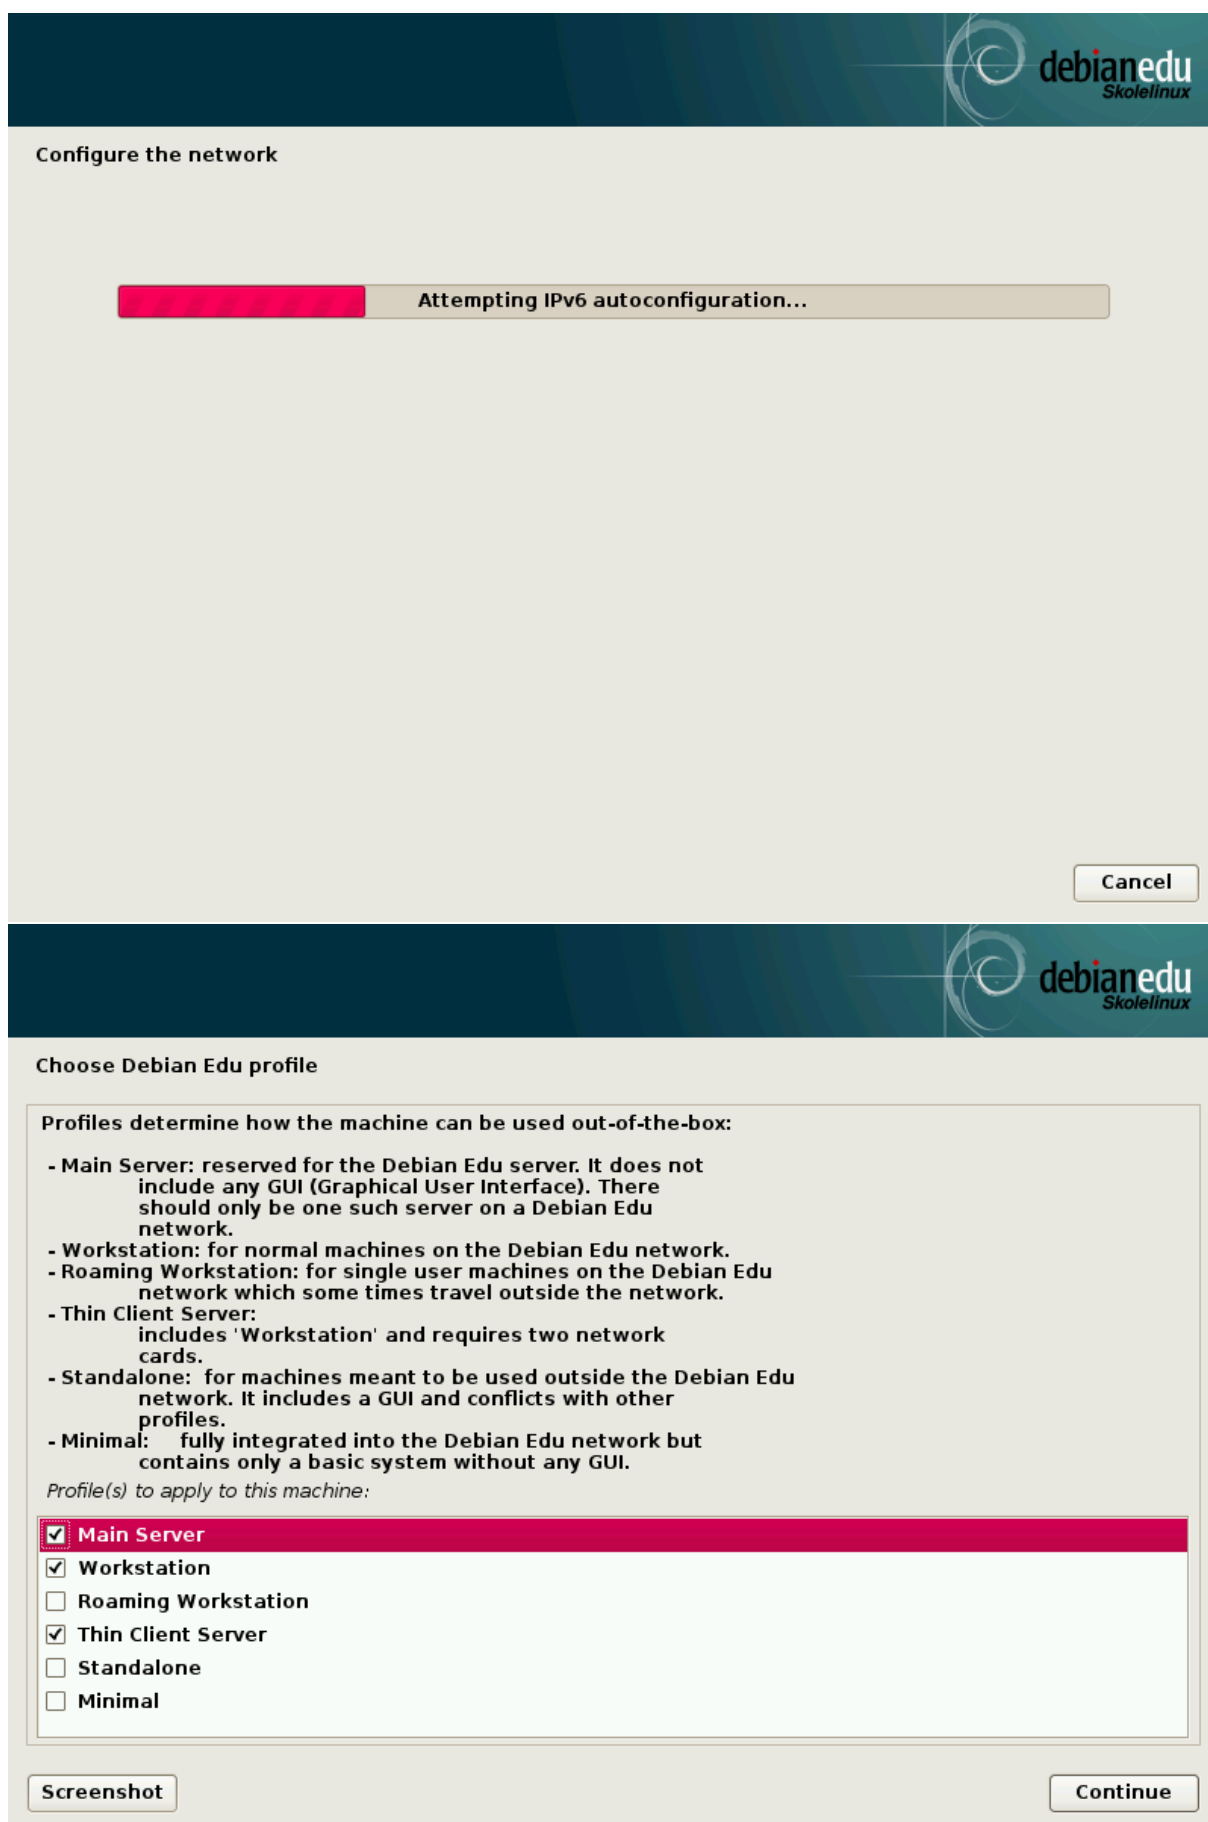 debianedu
Skolelinux
Configure the network
Attempting IPv6 autoconfiguration...
Cancel
debianedu
Skolelinux
Choose Debian Edu profile
Profiles determine how the machine can be used out-of-the-box:
- Main Server: reserved for the Debian Edu server. It does not
include any GUI (Graphical User Interface). There
should only be one such server on a Debian Edu
network.
- Workstation: for normal machines on the Debian Edu network.
- Roaming Workstation: for single user machines on the Debian Edu
network which some times travel outside the network.
- Thin Client Server:
includes 'Workstation' and requires two network
cards.
- Standalone: for machines meant to be used outside the Debian Edu
network. It includes a GUI and conflicts with other
profiles.
- Minimal: fully integrated into the Debian Edu network but
contains only a basic system without any GUI.
Profile(s) to apply to this machine:
Main Server
Workstation
Roaming Workstation
Thin Client Server
Standalone
Minimal
Screenshot
Continue